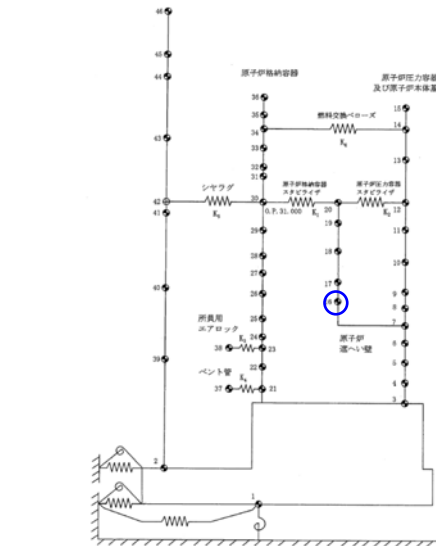 46
45
44
43
42
41
40
39
2
原子炉格納容器
36
35
34
33
32
31
30
29
28
27
26
25
24
23
22
21
原子炉圧力容器
及び原子炉本体基
15
14
13
12
11
10
9
8
7
6
5
4
3
燃料交換ベローズ
シヤラグ
原子炉格納容器
スタビライザ
原子炉圧力容器
スタビライザ
O.P.31.000
K₁
K₂
20
19
18
17
原子炉
遮へい壁
所員用
エアロック
38
ベント管
37
1